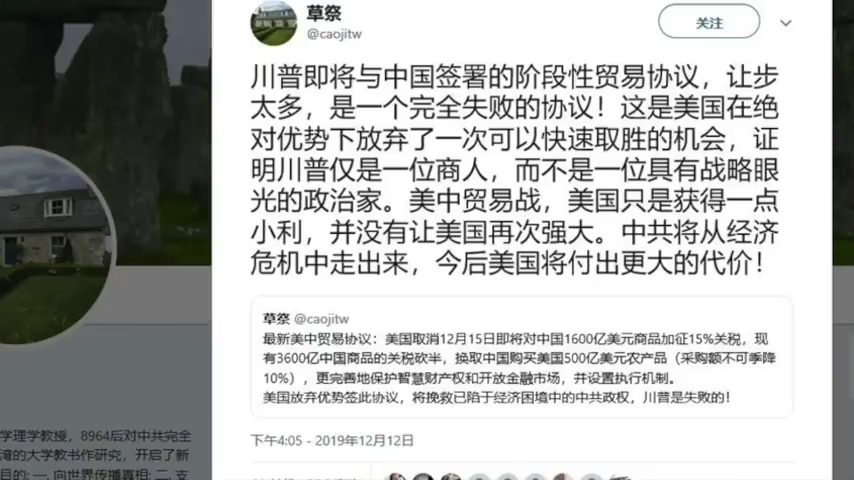 草祭
@caojitw
关注
川普即将与中国签署的阶段性贸易协议，让步
太多，是一个完全失败的协议！这是美国在绝
对优势下放弃了一次可以快速取胜的机会，证
明川普仅是一位商人，而不是一位具有战略眼
光的政治家。美中贸易战，美国只是获得一点
小利，并没有让美国再次强大。中共将从经济
危机中走出来，今后美国将付出更大的代价！
草祭 @caojitw
最新美中贸易协议：美国取消12月15日即将对中国1600亿美元商品加征15%关税，现
有3600亿中国商品的关税砍半，换取中国购买美国500亿美元农产品（采购额不可季降
10%），更完善地保护智慧财产权和开放金融市场，并设置执行机制。
美国放弃优势签此协议，将挽救已陷于经济困境中的中共政权，川普是失败的！
下午4:05 - 2019年12月12日
学理学教授，8964后对中共完全
湾的大学教书作研究，开启了新
目的: 一, 向世界传播真相; 二, 支